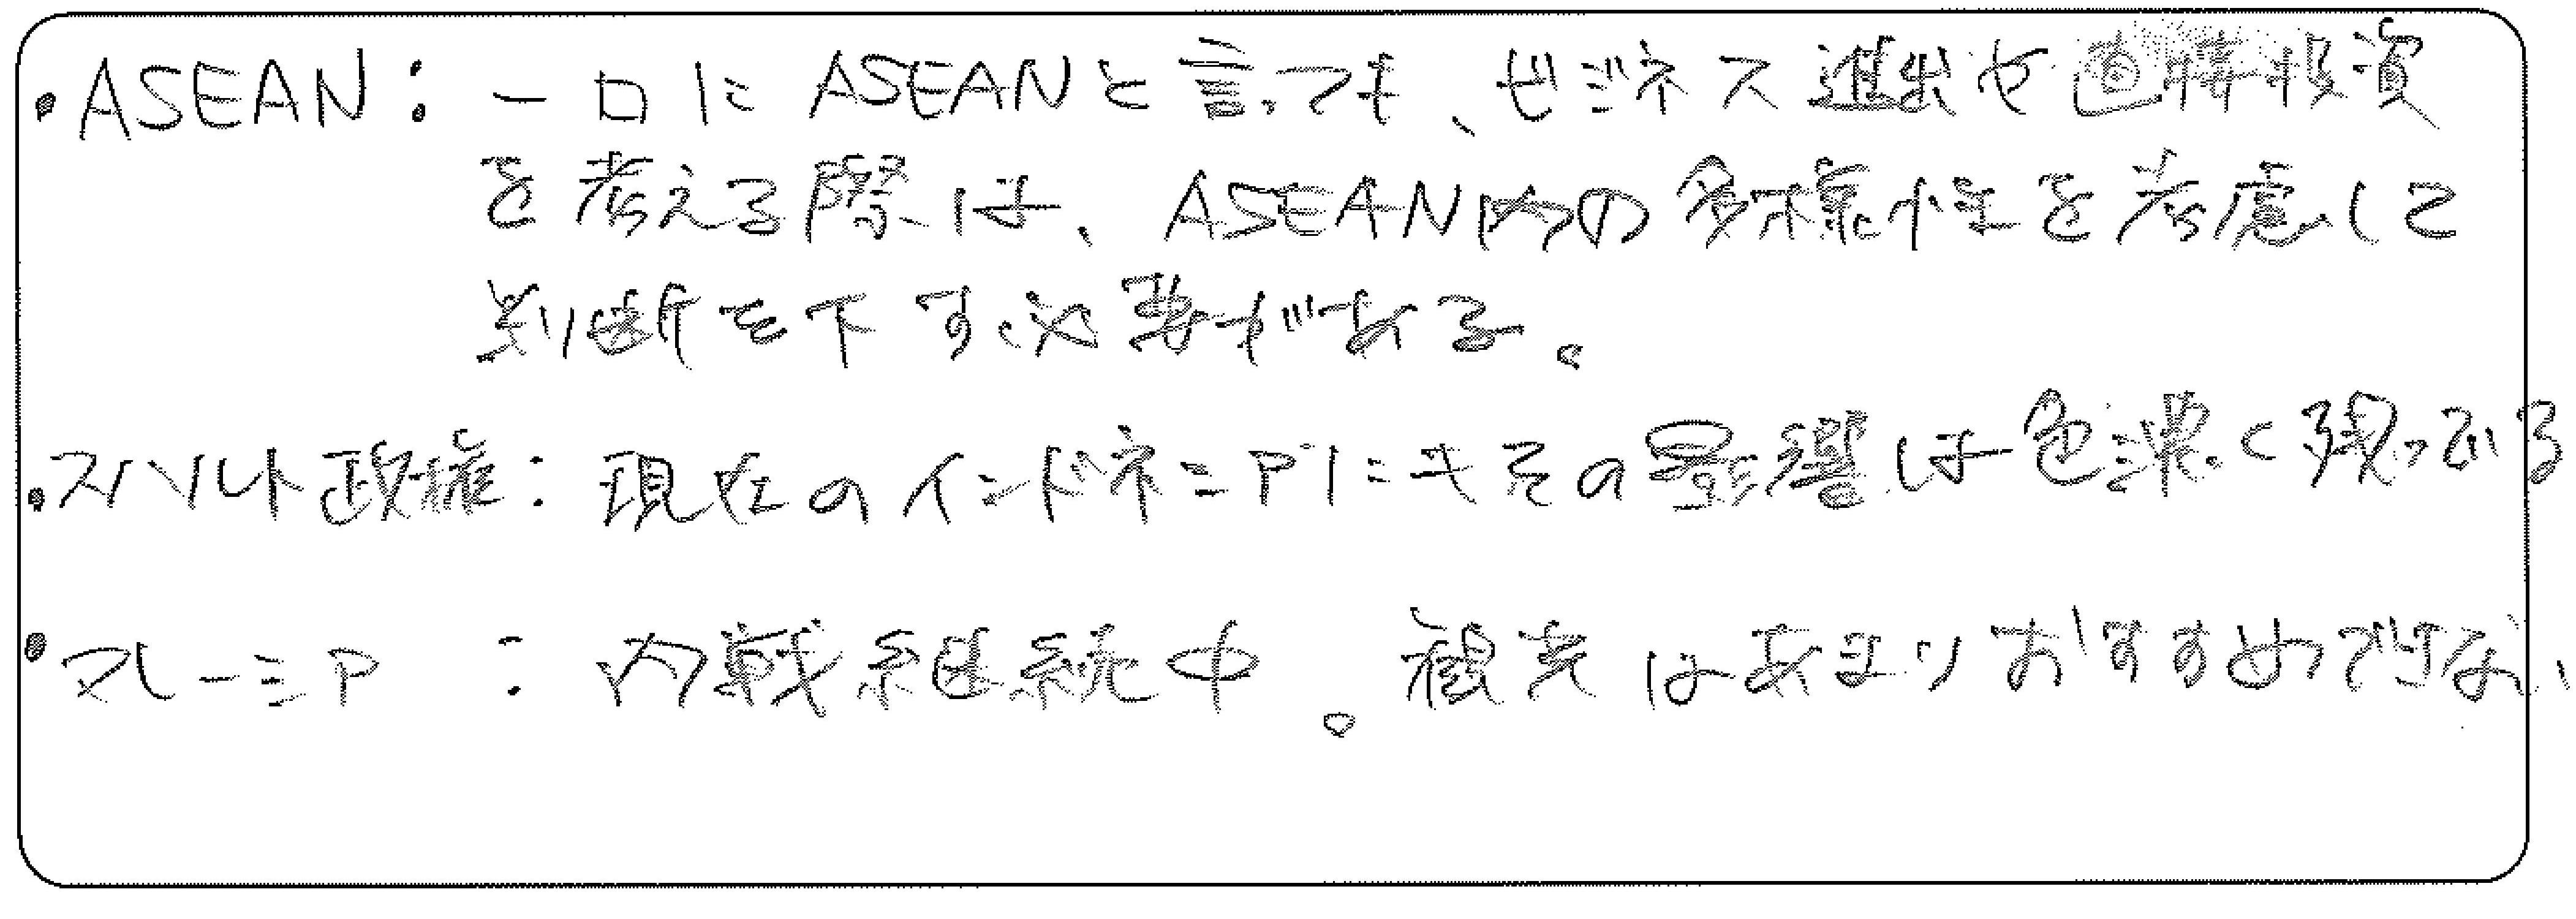 ・ASEAN：一口にASEANと言っても、ビジネス進出や直接投資
を考える際は、ASEAN内の多様性を考慮して
判断を下す必要がある。
・スハルト政権：現在のインドネシアにもその影響は色濃く残っている
・マレーシア：内戦継続中。観光はあまりおすすめではない